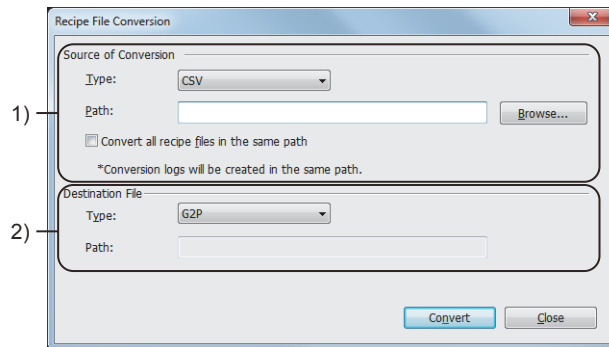 Recipe File Conversion
1)
Source of Conversion
Type:
CSV
Path:
Browse...
Convert all recipe files in the same path
*Conversion logs will be created in the same path.
2)
Destination File
Type:
G2P
Path:
Convert
Close